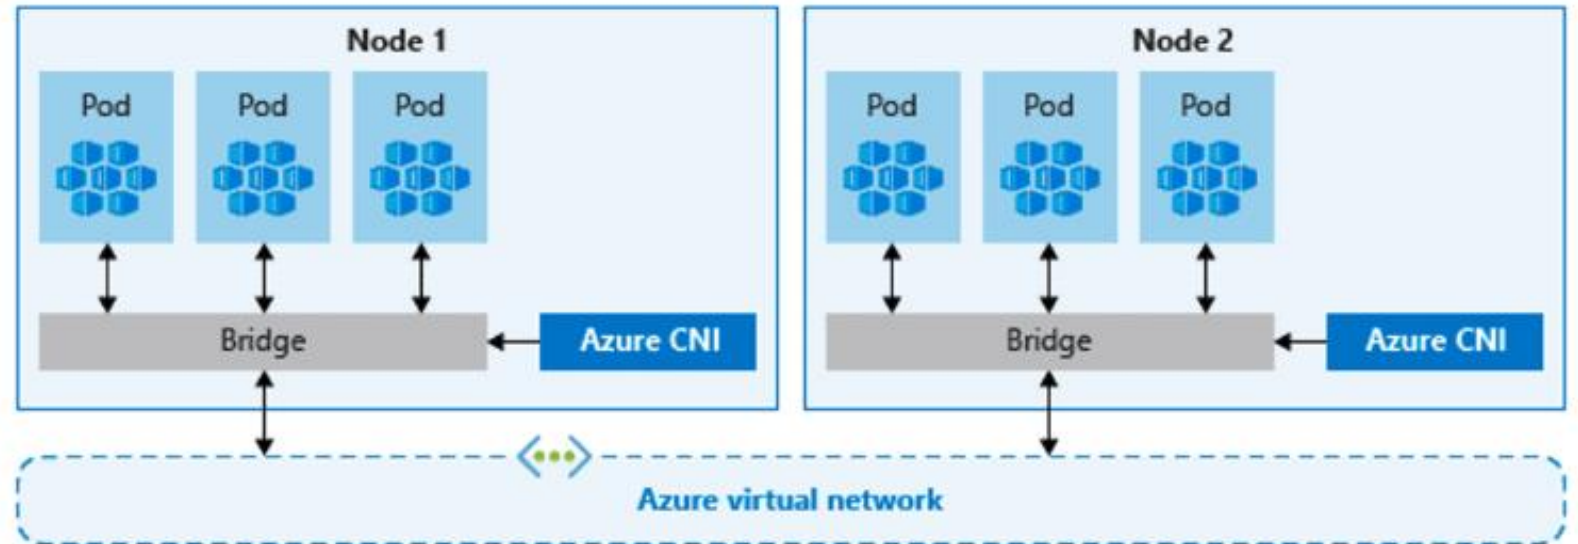 Node 1
Node 2
Pod
Pod
Pod
Pod
Pod
Pod
Bridge
Azure CNI
Bridge
Azure CNI
Azure virtual network